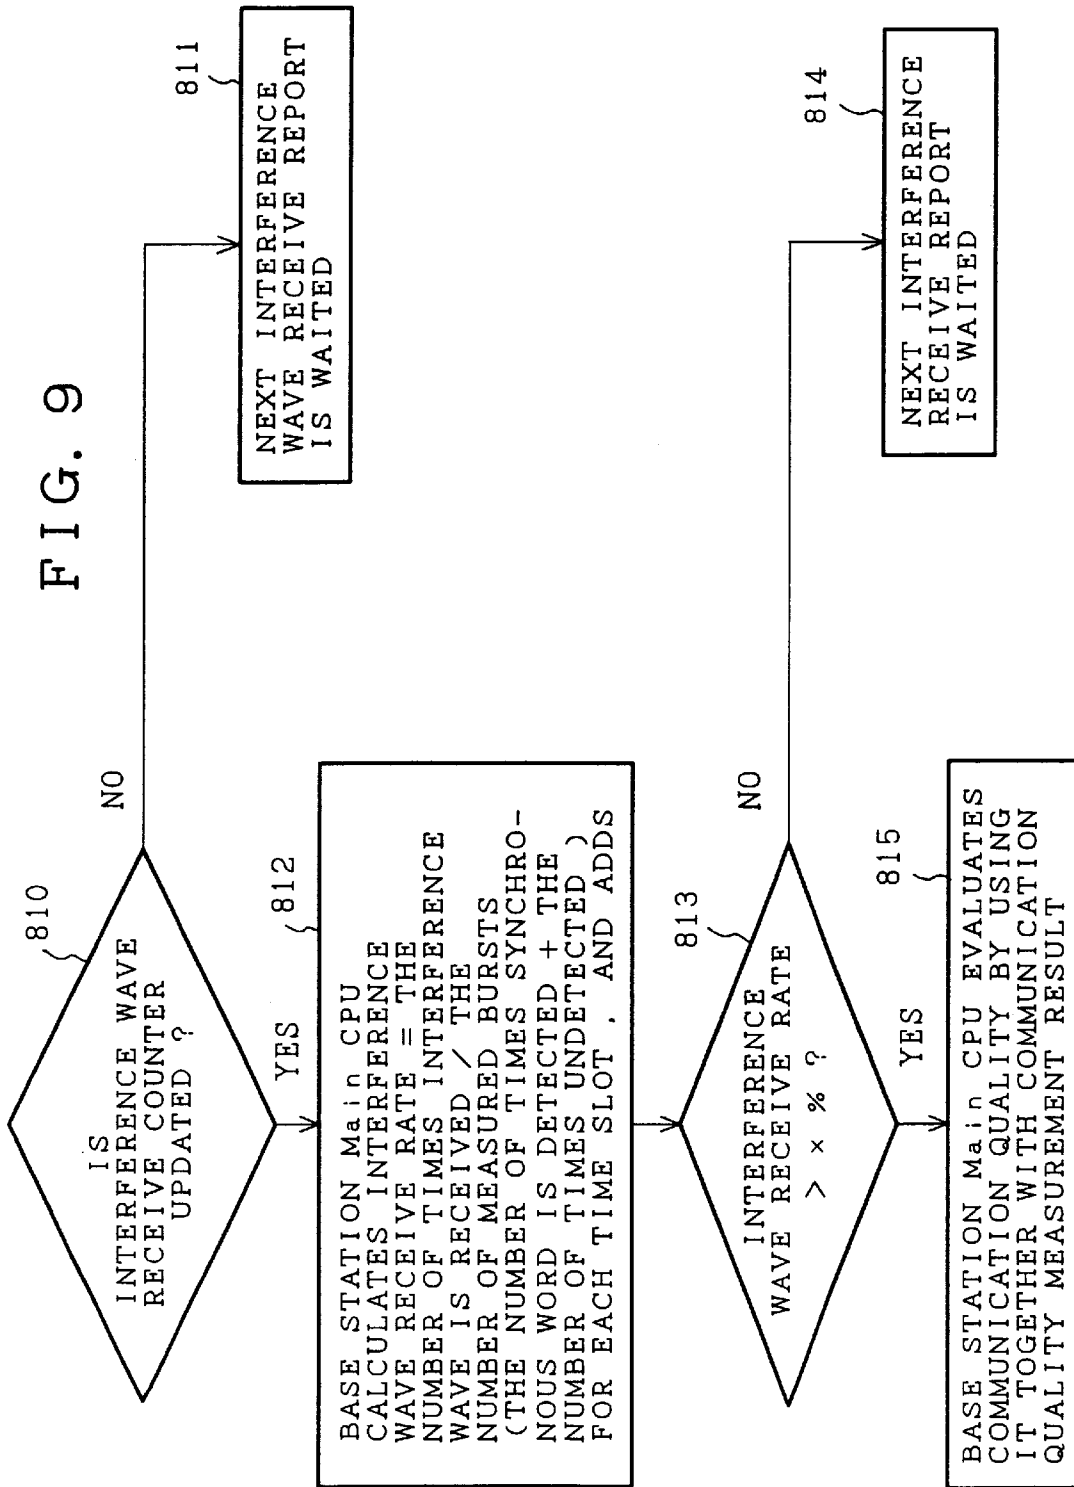 FIG. 9
810
IS
INTERFERENCE WAVE
RECEIVE COUNTER
UPDATED ?
NO
811
NEXT INTERFERENCE
WAVE RECEIVE REPORT
IS WAITED
YES
812
BASE STATION Main CPU
CALCULATES INTERFERENCE
WAVE RECEIVE RATE = THE
NUMBER OF TIMES INTERFERENCE
WAVE IS RECEIVED / THE
NUMBER OF MEASURED BURSTS
(THE NUMBER OF TIMES SYNCHRO-
NOUS WORD IS DETECTED + THE
NUMBER OF TIMES UNDETECTED )
FOR EACH TIME SLOT , AND ADDS
813
INTERFERENCE
WAVE RECEIVE RATE
> × % ?
NO
814
NEXT INTERFERENCE
RECEIVE REPORT
IS WAITED
YES
815
BASE STATION Main CPU EVALUATES
COMMUNICATION QUALITY BY USING
IT TOGETHER WITH COMMUNICATION
QUALITY MEASUREMENT RESULT